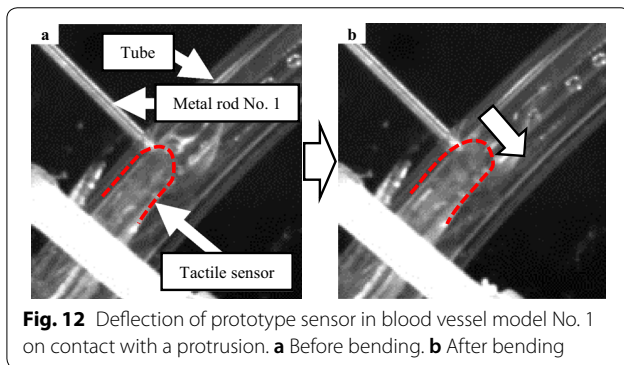 a
b
Tube
Metal rod No. 1
Tactile sensor
Fig. 12 Deflection of prototype sensor in blood vessel model No. 1
on contact with a protrusion. a Before bending. b After bending